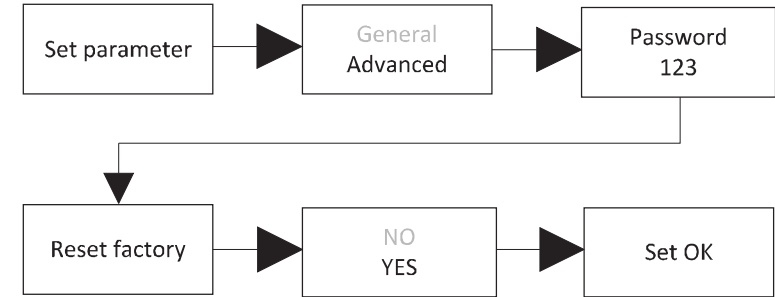 Set parameter
General
Advanced
Password
123
Reset factory
NO
YES
Set OK